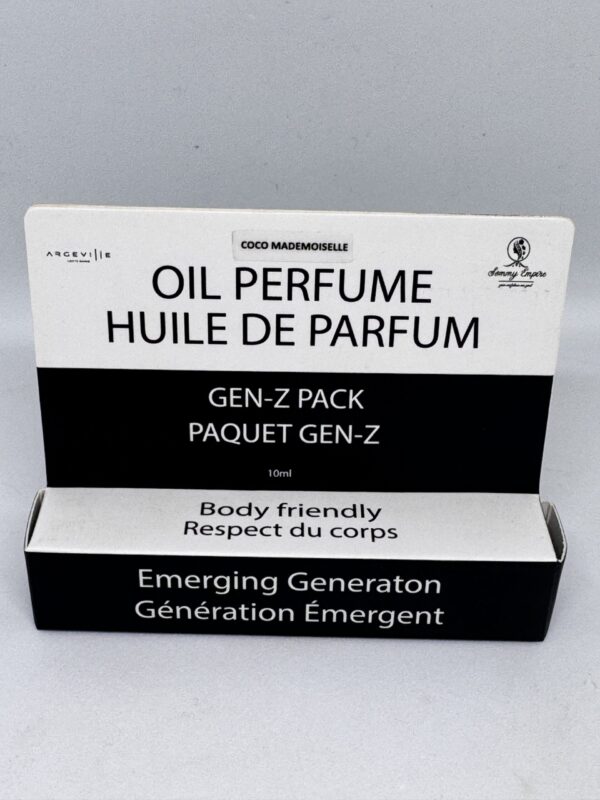 COCO MADEMOISELLE
ARGEVILLE
Sommy Empire
OIL PERFUME
HUILE DE PARFUM
GEN-Z PACK
PAQUET GEN-Z
10ml
Body friendly
Respect du corps
Emerging Generaton
Génération Émergent